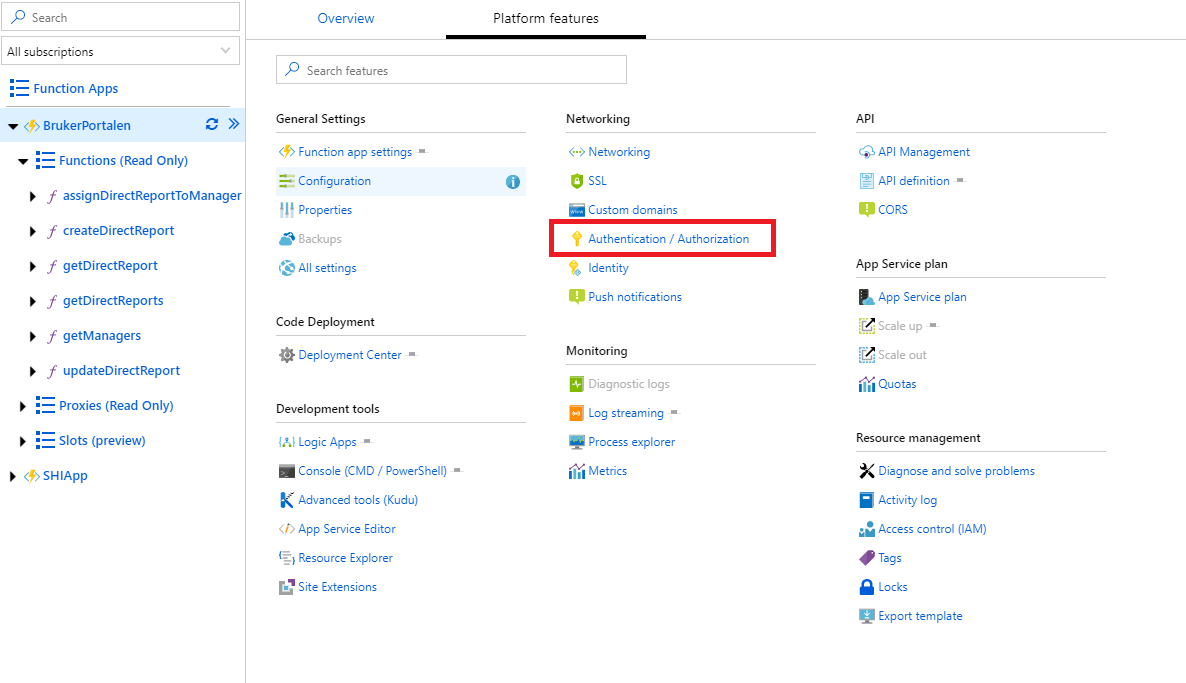 Search
All subscriptions
Function Apps
BrukerPortalen
Functions (Read Only)
assignDirectReportToManager
createDirectReport
getDirectReport
getDirectReports
getManagers
updateDirectReport
Proxies (Read Only)
Slots (preview)
SHIApp
Overview
Platform features
Search features
General Settings
Function app settings
Configuration
Properties
Backups
All settings
Code Deployment
Deployment Center
Development tools
Logic Apps
Console (CMD / PowerShell)
Advanced tools (Kudu)
App Service Editor
Resource Explorer
Site Extensions
Networking
Networking
SSL
Custom domains
Authentication / Authorization
Identity
Push notifications
Monitoring
Diagnostic logs
Log streaming
Process explorer
Metrics
API
API Management
API definition
CORS
App Service plan
App Service plan
Scale up
Scale out
Quotas
Resource management
Diagnose and solve problems
Activity log
Access control (IAM)
Tags
Locks
Export template